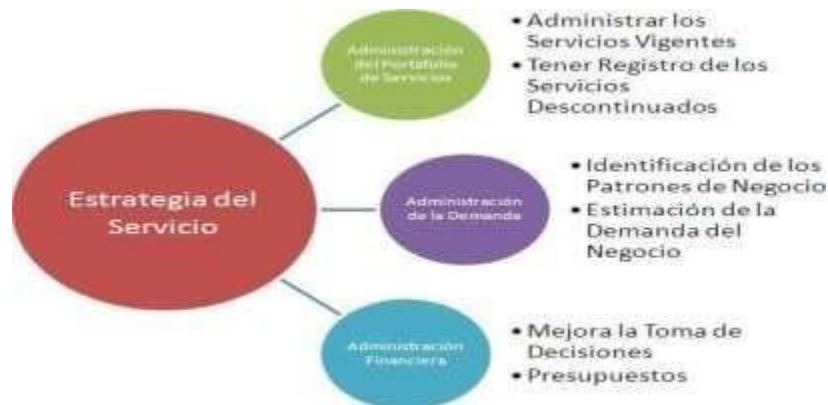 Estrategia del
Servicio
Administración
del Portafolio
de Servicios
• Administrar los
Servicios Vigentes
• Tener Registro de los
Servicios
Descontinuados
Administración
de la Demanda
• Identificación de los
Patrones de Negocio
• Estimación de la
Demanda del
Negocio
Administración
Financiera
• Mejora la Toma de
Decisiones
• Presupuestos